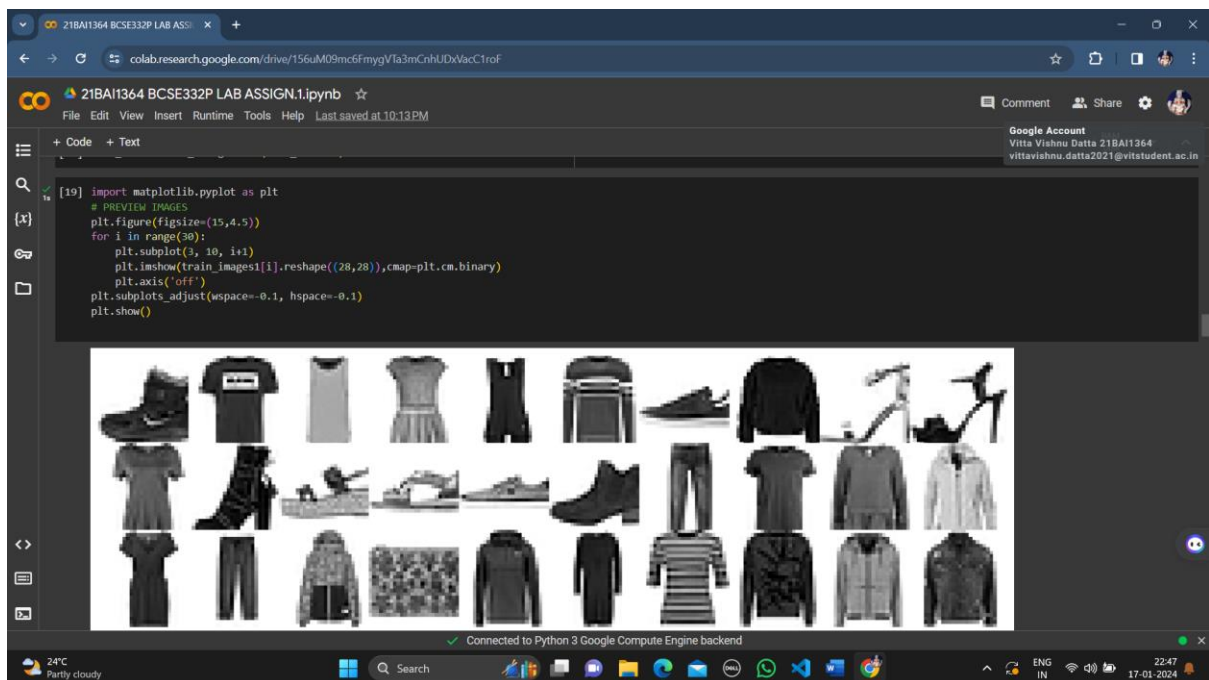 21BAI1364 BCSE332P LAB ASSI
colab.research.google.com/drive/156uM09mc6FmygVTa3mCnhUDxVacC1roF
21BAI1364 BCSE332P LAB ASSIGN.1.ipynb
File Edit View Insert Runtime Tools Help Last saved at 10:13 PM
Comment Share
Google Account
Vitta Vishnu Datta 21BAI1364
vittavishnu.datta2021@vitstudent.ac.in
+ Code + Text
1s [19] import matplotlib.pyplot as plt
# PREVIEW IMAGES
plt.figure(figsize=(15,4.5))
for i in range(30):
plt.subplot(3, 10, i+1)
plt.imshow(train_images1[i].reshape((28,28)),cmap=plt.cm.binary)
plt.axis('off')
plt.subplots_adjust(wspace=-0.1, hspace=-0.1)
plt.show()
{x}
Connected to Python 3 Google Compute Engine backend
24°C
Partly cloudy
Search
DELL
ENG
IN
22:47
17-01-2024